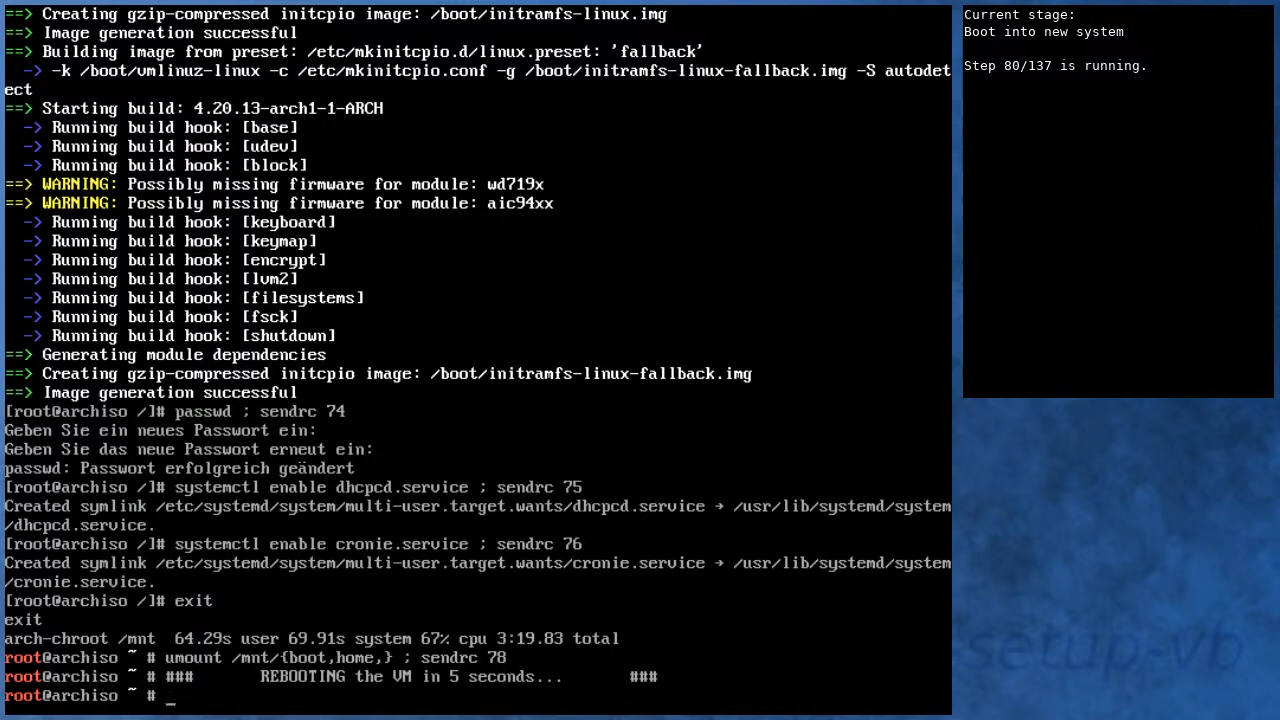 ==> Creating gzip-compressed initcpio image: /boot/initramfs-linux.img
==> Image generation successful
==> Building image from preset: /etc/mkinitcpio.d/linux.preset: 'fallback'
  -> -k /boot/vmlinuz-linux -c /etc/mkinitcpio.conf -g /boot/initramfs-linux-fallback.img -S autodet
ect
==> Starting build: 4.20.13-arch1-1-ARCH
  -> Running build hook: [base]
  -> Running build hook: [udev]
  -> Running build hook: [block]
==> WARNING: Possibly missing firmware for module: wd719x
==> WARNING: Possibly missing firmware for module: aic94xx
  -> Running build hook: [keyboard]
  -> Running build hook: [keymap]
  -> Running build hook: [encrypt]
  -> Running build hook: [lvm2]
  -> Running build hook: [filesystems]
  -> Running build hook: [fsck]
  -> Running build hook: [shutdown]
==> Generating module dependencies
==> Creating gzip-compressed initcpio image: /boot/initramfs-linux-fallback.img
==> Image generation successful
[root@archiso /]# passwd ; sendrc 74
Geben Sie ein neues Passwort ein:
Geben Sie das neue Passwort erneut ein:
passwd: Passwort erfolgreich geändert
[root@archiso /]# systemctl enable dhcpcd.service ; sendrc 75
Created symlink /etc/systemd/system/multi-user.target.wants/dhcpcd.service → /usr/lib/systemd/system
/dhcpcd.service.
[root@archiso /]# systemctl enable cronie.service ; sendrc 76
Created symlink /etc/systemd/system/multi-user.target.wants/cronie.service → /usr/lib/systemd/system
/cronie.service.
[root@archiso /]# exit
exit
arch-chroot /mnt  64.29s user 69.91s system 67% cpu 3:19.83 total
root@archiso ~ # umount /mnt/{boot,home,} ; sendrc 78
root@archiso ~ # ###       REBOOTING the VM in 5 seconds...       ###
root@archiso ~ # _
Current stage:
Boot into new system
Step 80/137 is running.
setup-vb